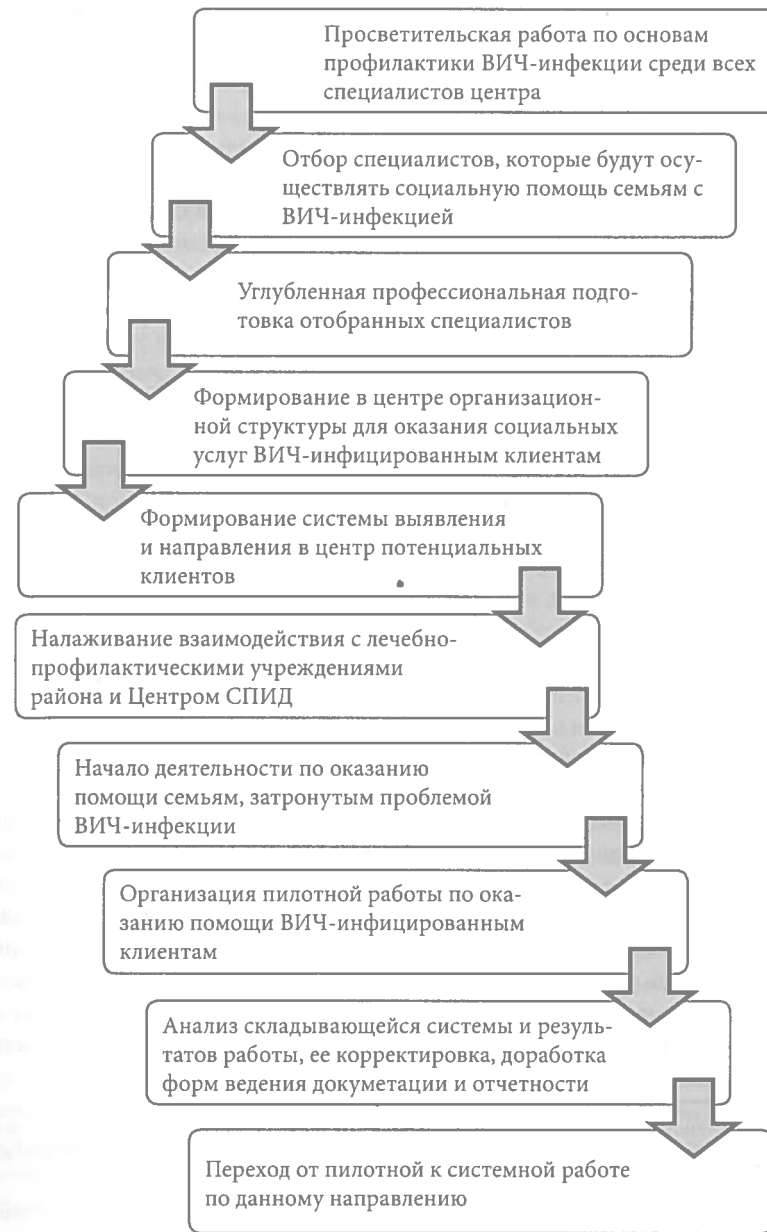 Просветительская работа по основам
профилактики ВИЧ-инфекции среди всех
специалистов центра
Отбор специалистов, которые будут осу-
ществлять социальную помощь семьям с
ВИЧ-инфекцией
Углубленная профессиональная подго-
товка отобранных специалистов
Формирование в центре организацион-
ной структуры для оказания социальных
услуг ВИЧ-инфицированным клиентам
Формирование системы выявления
и направления в центр потенциальных
клиентов
Налаживание взаимодействия с лечебно-
профилактическими учреждениями
района и Центром СПИД
Начало деятельности по оказанию
помощи семьям, затронутым проблемой
ВИЧ-инфекции
Организация пилотной работы по ока-
занию помощи ВИЧ-инфицированным
клиентам
Анализ складывающейся системы и резуль-
татов работы, ее корректировка, доработка
форм ведения докуметации и отчетности
Переход от пилотной к системной работе
по данному направлению